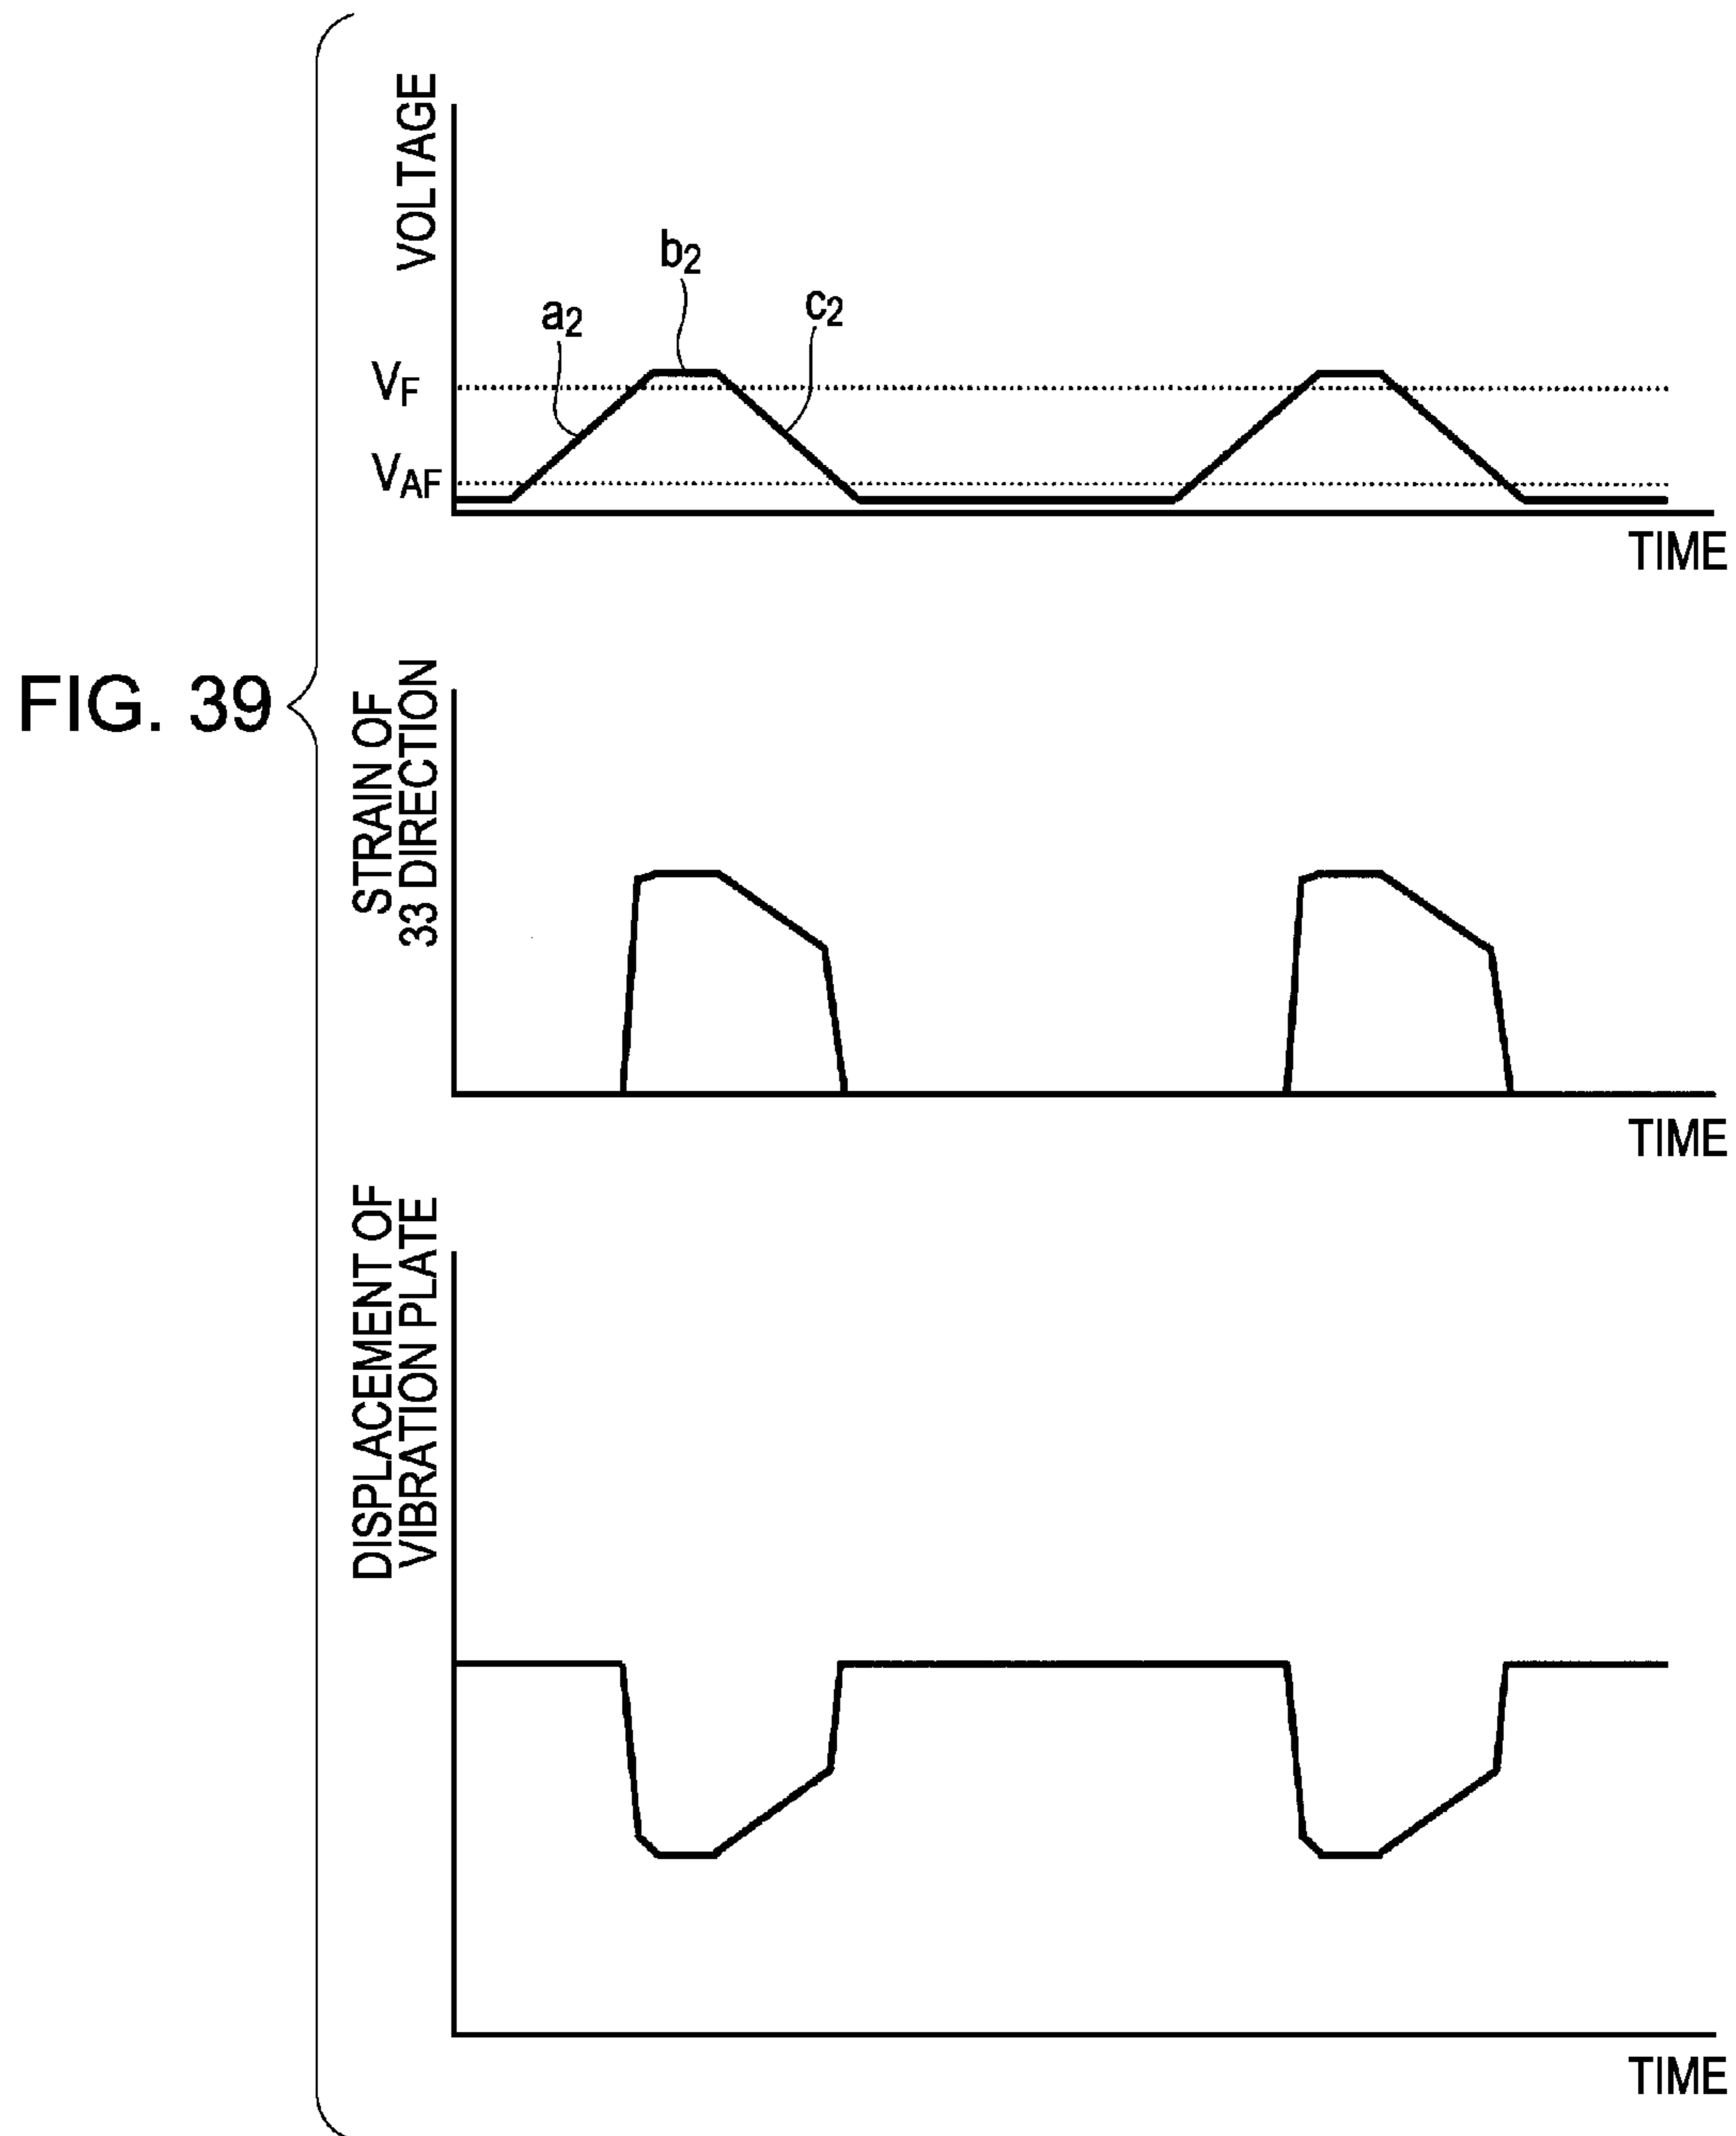 FIG. 39
VOLTAGE
a2
b2
c2
VF
VAF
TIME
STRAIN OF
33 DIRECTION
TIME
DISPLACEMENT OF
VIBRATION PLATE
TIME